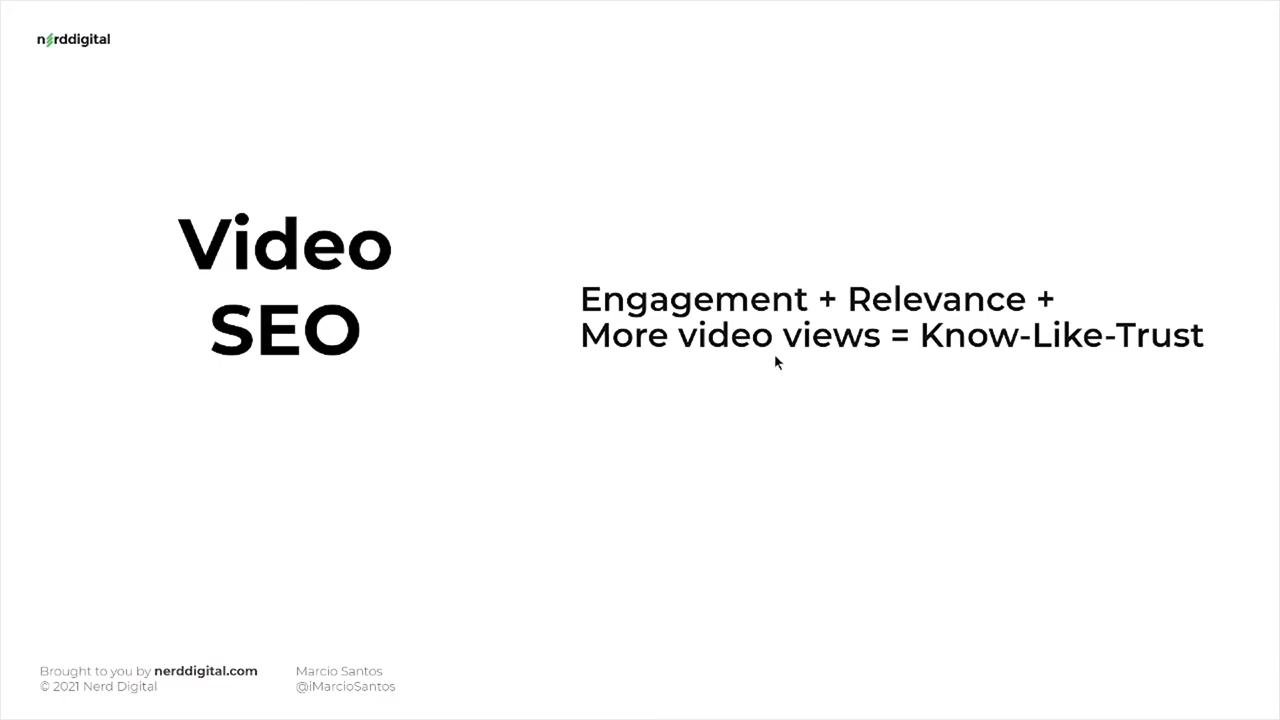 nerddigital
Video
SEO
Engagement + Relevance +
More video views = Know-Like-Trust
Brought to you by nerddigital.com
© 2021 Nerd Digital
Marcio Santos
@iMarcioSantos